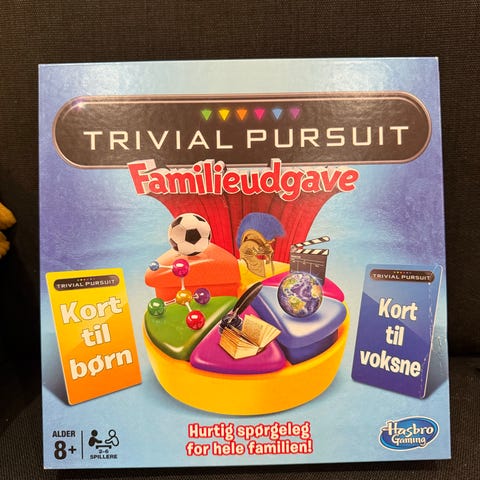 TRIVIAL PURSUIT
Familieudgave
TRIVIAL PURSUIT
Kort
til
børn
TRIVIAL PURSUIT
Kort
til
voksne
Hurtig spørgeleg
for hele familien!
ALDER
8+
2-6
SPILLERE
Hasbro
Gaming